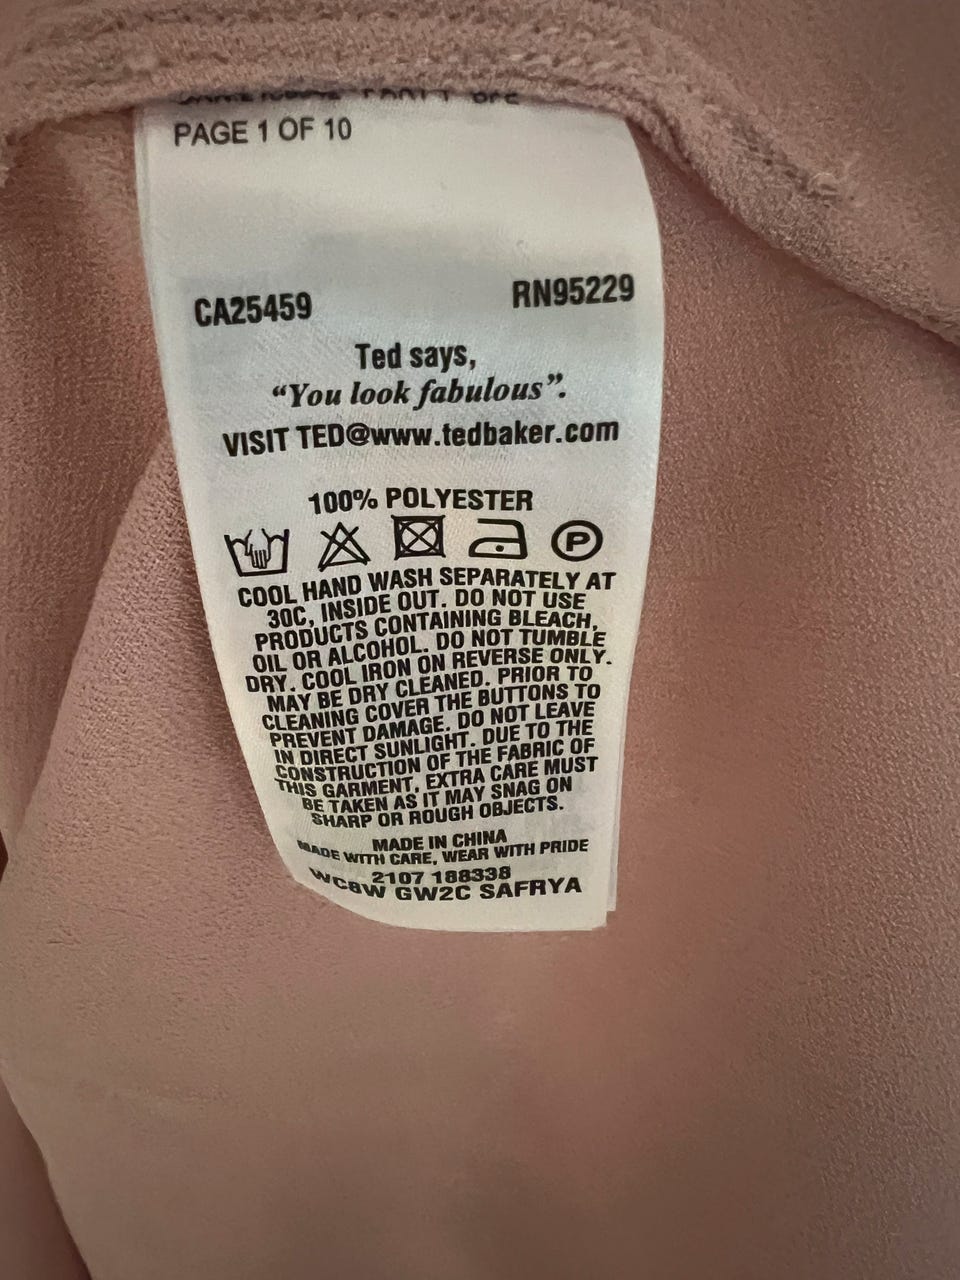 PAGE 1 OF 10
CA25459 RN95229
Ted says,
“You look fabulous”.
VISIT TED@www.tedbaker.com
100% POLYESTER
P
COOL HAND WASH SEPARATELY AT
30C, INSIDE OUT. DO NOT USE
PRODUCTS CONTAINING BLEACH,
OIL OR ALCOHOL. DO NOT TUMBLE
DRY. COOL IRON ON REVERSE ONLY.
MAY BE DRY CLEANED. PRIOR TO
CLEANING COVER THE BUTTONS TO
PREVENT DAMAGE. DO NOT LEAVE
IN DIRECT SUNLIGHT. DUE TO THE
CONSTRUCTION OF THE FABRIC OF
THIS GARMENT, EXTRA CARE MUST
BE TAKEN AS IT MAY SNAG ON
SHARP OR ROUGH OBJECTS.
MADE IN CHINA
MADE WITH CARE, WEAR WITH PRIDE
2107 188338
WC8W GW2C SAFRYA